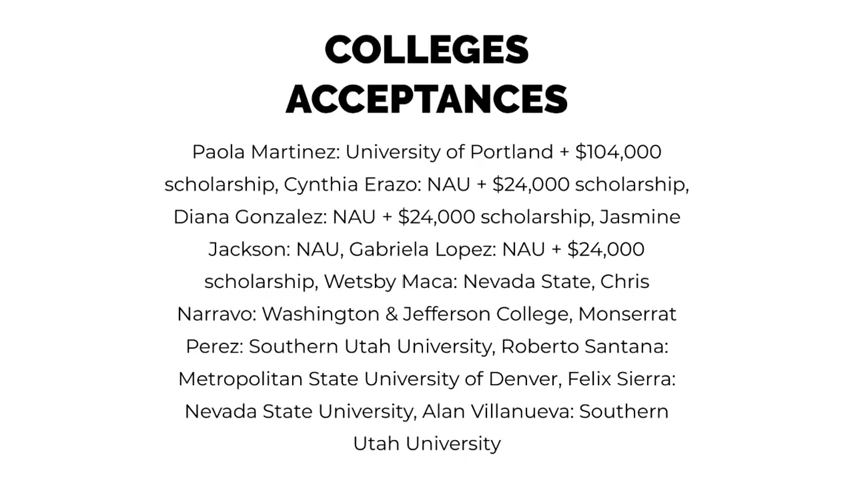 COLLEGES
ACCEPTANCES
Paola Martinez: University of Portland + $104,000
scholarship, Cynthia Erazo: NAU + $24,000 scholarship,
Diana Gonzalez: NAU + $24,000 scholarship, Jasmine
Jackson: NAU, Gabriela Lopez: NAU + $24,000
scholarship, Wetsby Maca: Nevada State, Chris
Narravo: Washington & Jefferson College, Monserrat
Perez: Southern Utah University, Roberto Santana:
Metropolitan State University of Denver, Felix Sierra:
Nevada State University, Alan Villanueva: Southern
Utah University